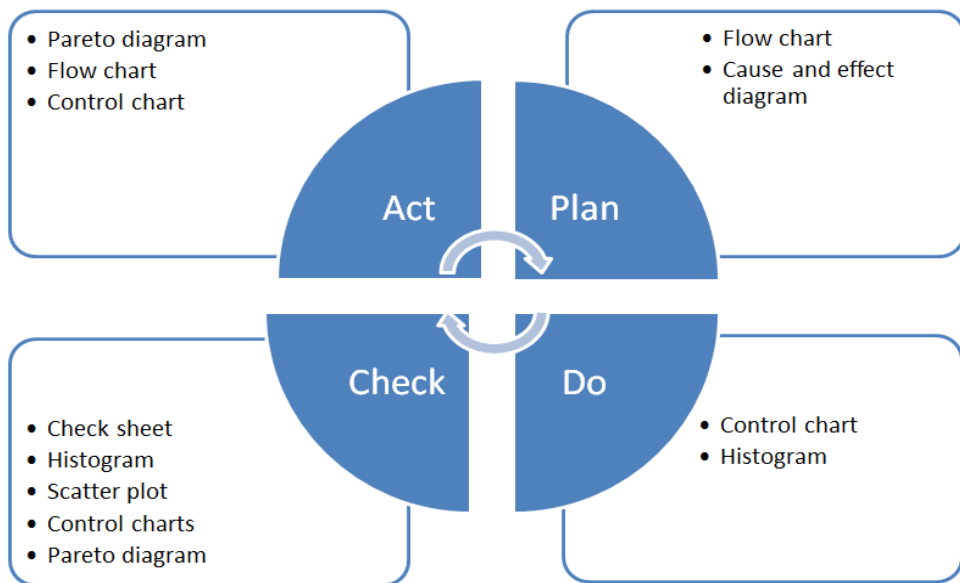 • Pareto diagram
• Flow chart
• Control chart
Act
• Flow chart
• Cause and effect
diagram
Plan
Check
• Check sheet
• Histogram
• Scatter plot
• Control charts
• Pareto diagram
Do
• Control chart
• Histogram